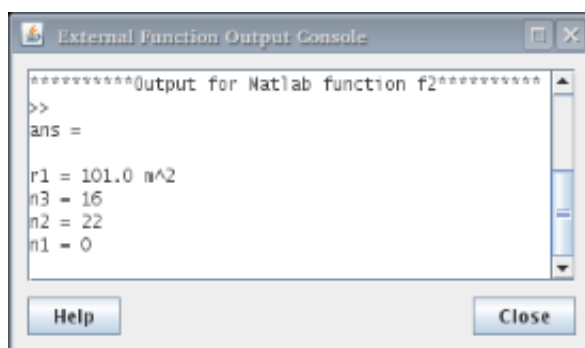 External Function Output Console
**********Output for Matlab function f2**********
>>
ans =
r1 = 101.0 m^2
n3 = 16
n2 = 22
n1 = 0
Help
Close